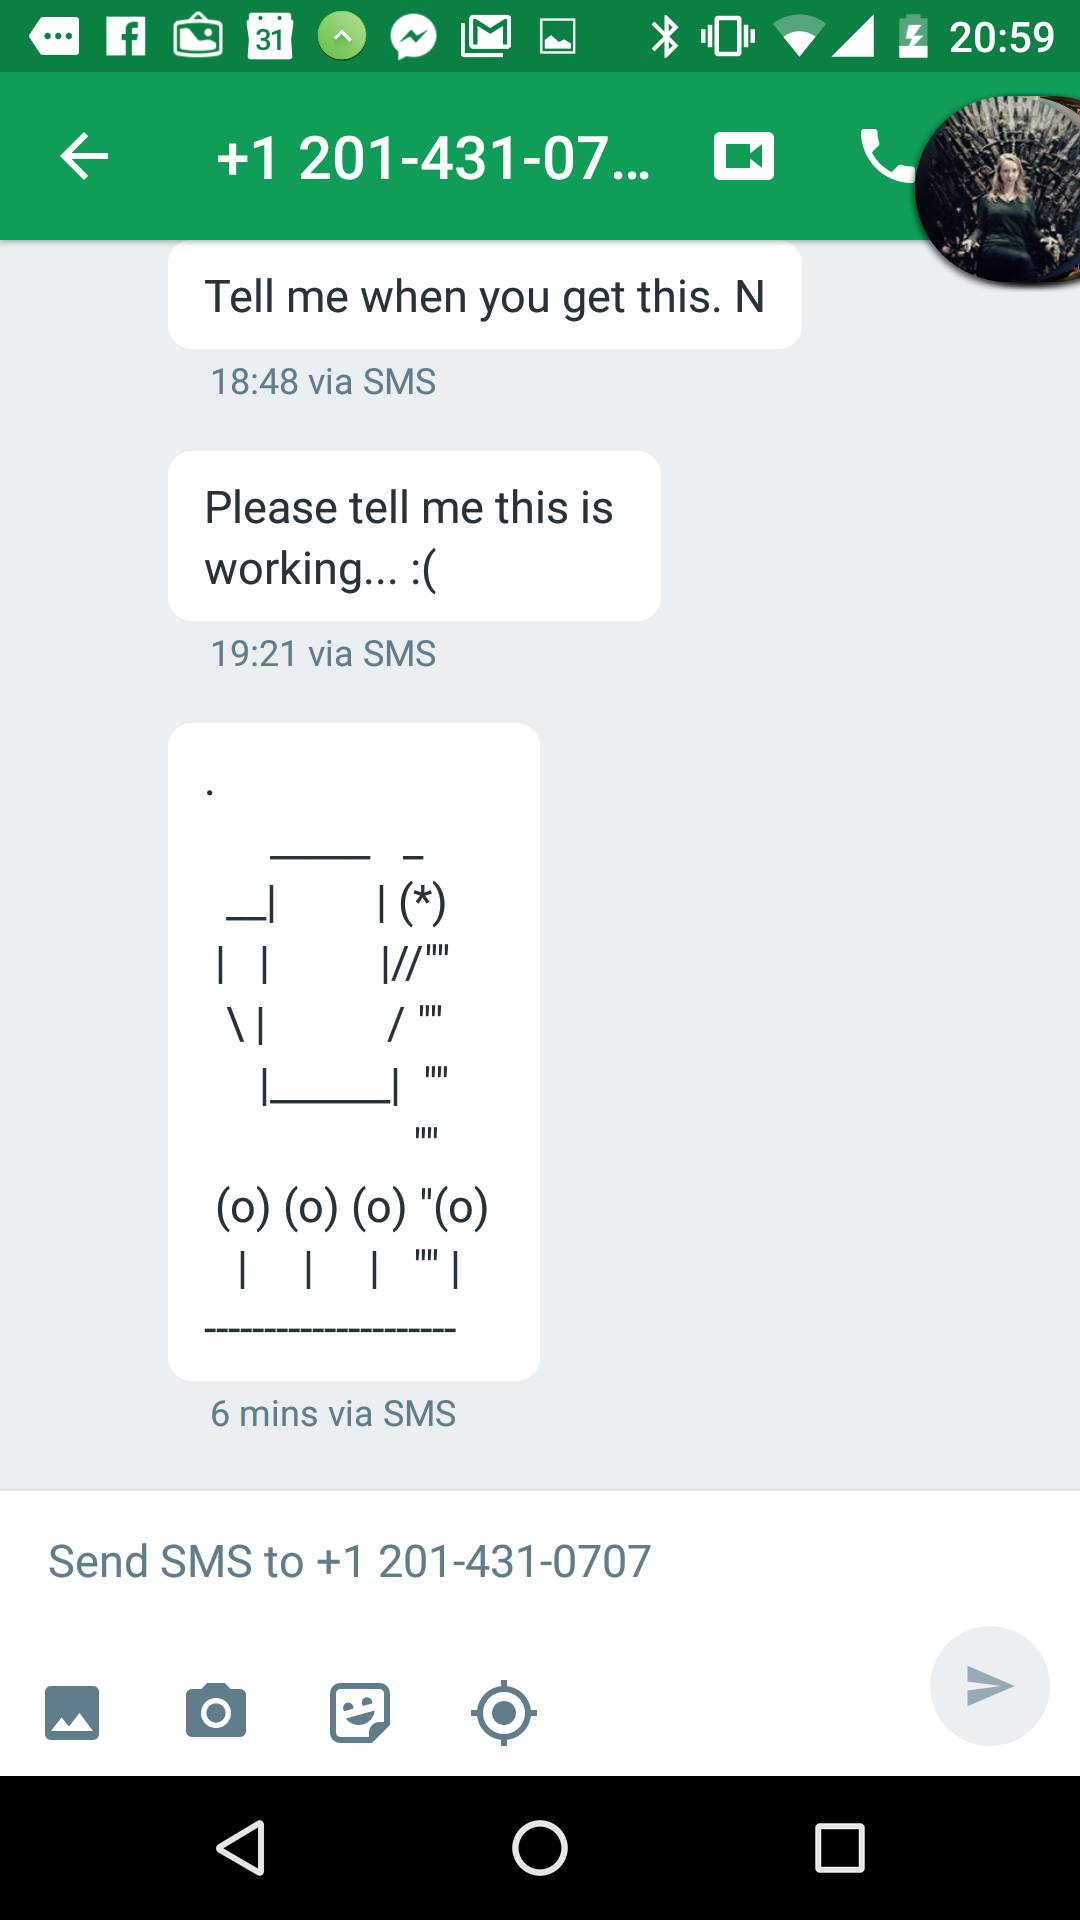 31
20:59
+1 201-431-07...
Tell me when you get this. N
18:48 via SMS
Please tell me this is
working... :(
19:21 via SMS
.
      _____   _
  __|          | (*)
 |   |           |//""
  \ |            / ""
     |______|  ""
                    ""
 (o) (o) (o) "(o)
   |     |     |   "" |
---------------------
6 mins via SMS
Send SMS to +1 201-431-0707